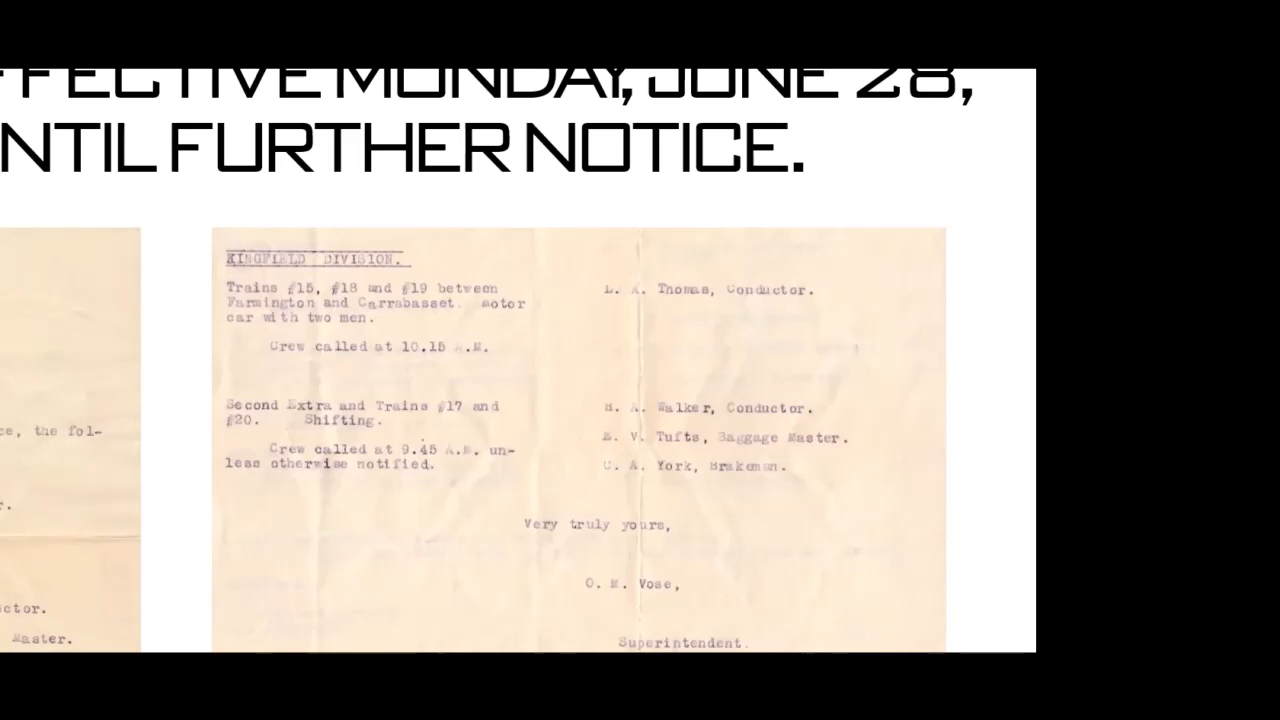 FFECTIVE MONDAY, JUNE 28,
NTIL FURTHER NOTICE.
ce, the fol-
r.
ctor.
Master.
KINGFIELD DIVISION.
Trains #15, #18 and #19 between
Farmington and Carrabasset. motor
car with two men.
L. Thomas, Conductor.
Crew called at 10.15 A.M.
Second Extra and Trains #17 and
#20. Shifting.
H. A. Walker, Conductor.
E. V. Tufts, Baggage Master.
Crew called at 9.45 A.M. un-
less otherwise notified.
C. A. York, Brakeman.
Very truly yours,
O. M. Vose,
Superintendent.